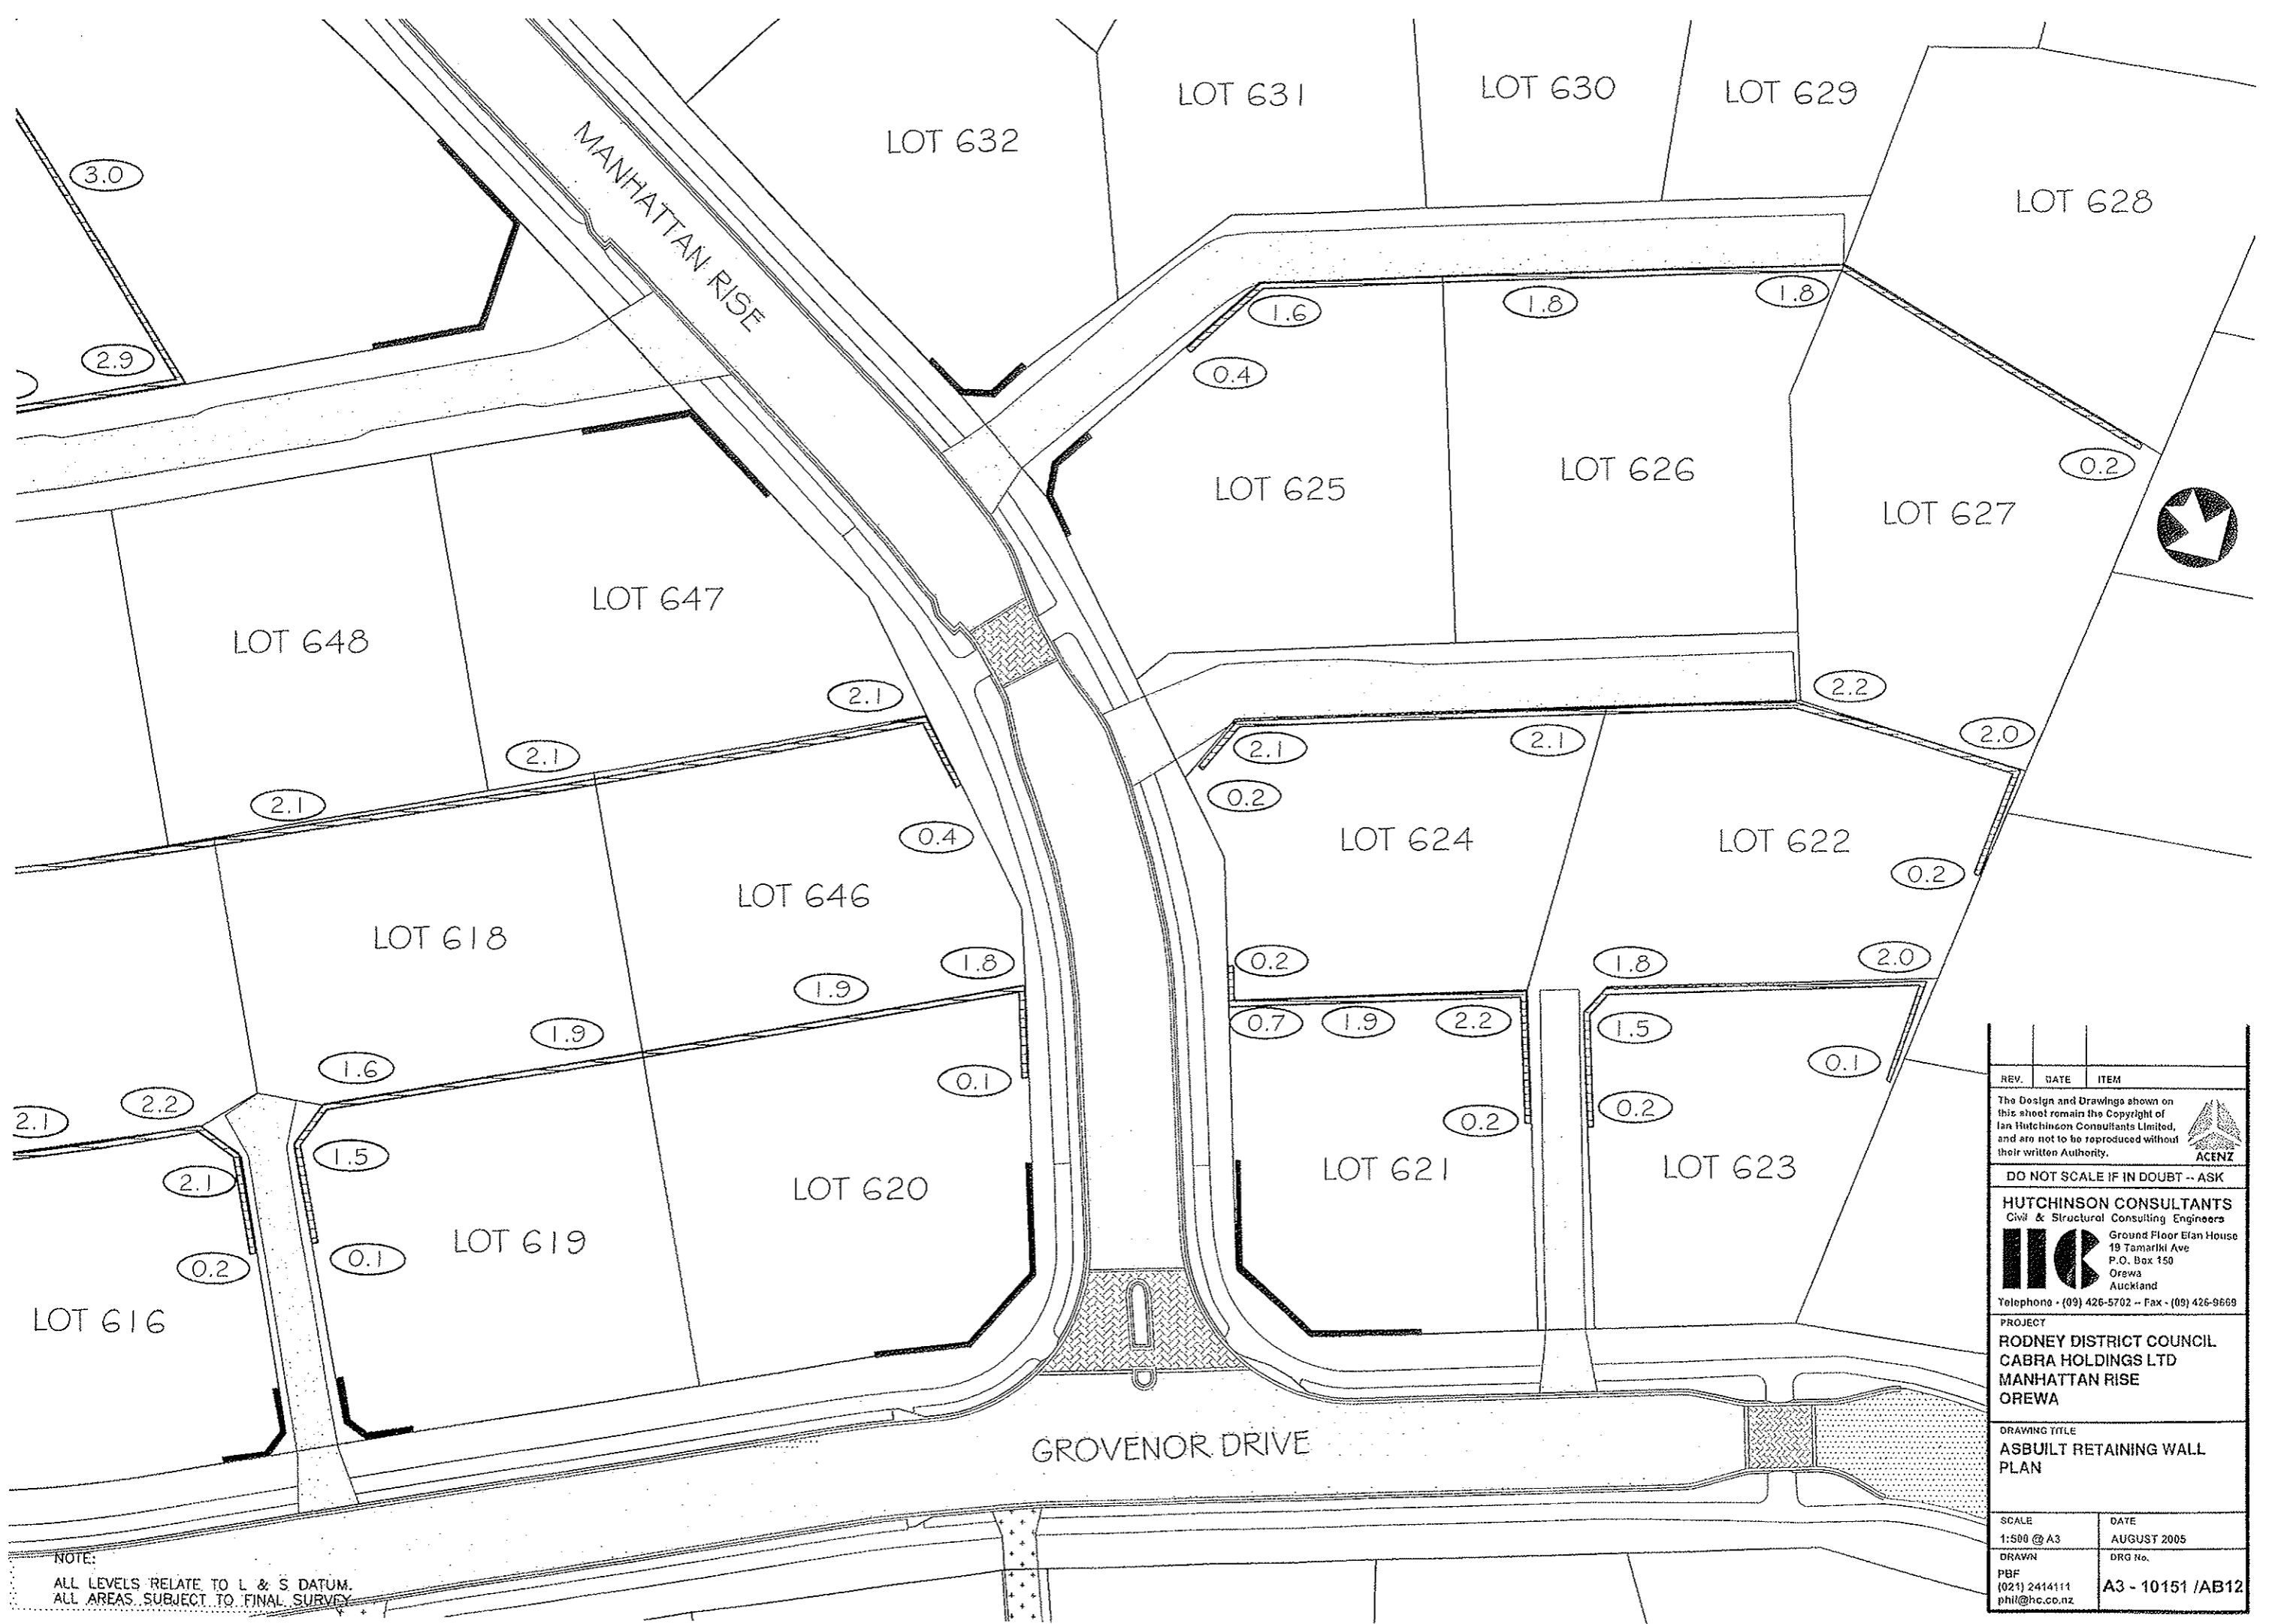 LOT 631
LOT 630
LOT 629
LOT 632
MANHATTAN RISE
3.0
LOT 628
1.6
1.8
1.8
2.9
0.4
0.2
LOT 625
LOT 626
LOT 627
LOT 648
LOT 647
2.1
2.2
2.1
2.1
2.1
2.1
2.0
0.2
0.4
LOT 624
LOT 622
0.2
LOT 646
LOT 618
1.8
0.2
1.8
2.0
1.9
1.9
0.7
1.9
2.2
1.5
1.6
0.1
0.1
2.1
2.2
0.2
0.2
1.5
2.1
LOT 620
LOT 621
LOT 623
LOT 619
0.1
0.2
LOT 616
GROVENOR DRIVE
NOTE:
ALL LEVELS RELATE TO L & S DATUM.
ALL AREAS SUBJECT TO FINAL SURVEY
REV. DATE ITEM
The Design and Drawings shown on
this sheet remain the Copyright of
Ian Hutchinson Consultants Limited,
and are not to be reproduced without
their written Authority.
ACENZ
DO NOT SCALE IF IN DOUBT -- ASK
HUTCHINSON CONSULTANTS
Civil & Structural Consulting Engineers
Ground Floor Elan House
19 Tamariki Ave
P.O. Box 150
Orewa
Auckland
Telephone - (09) 426-5702 -- Fax - (09) 426-9669
PROJECT
RODNEY DISTRICT COUNCIL
CABRA HOLDINGS LTD
MANHATTAN RISE
OREWA
DRAWING TITLE
ASBUILT RETAINING WALL
PLAN
SCALE
1:500 @ A3
DATE
AUGUST 2005
DRAWN
PBF
(021) 2414111
phil@hc.co.nz
DRG No.
A3 - 10151 /AB12